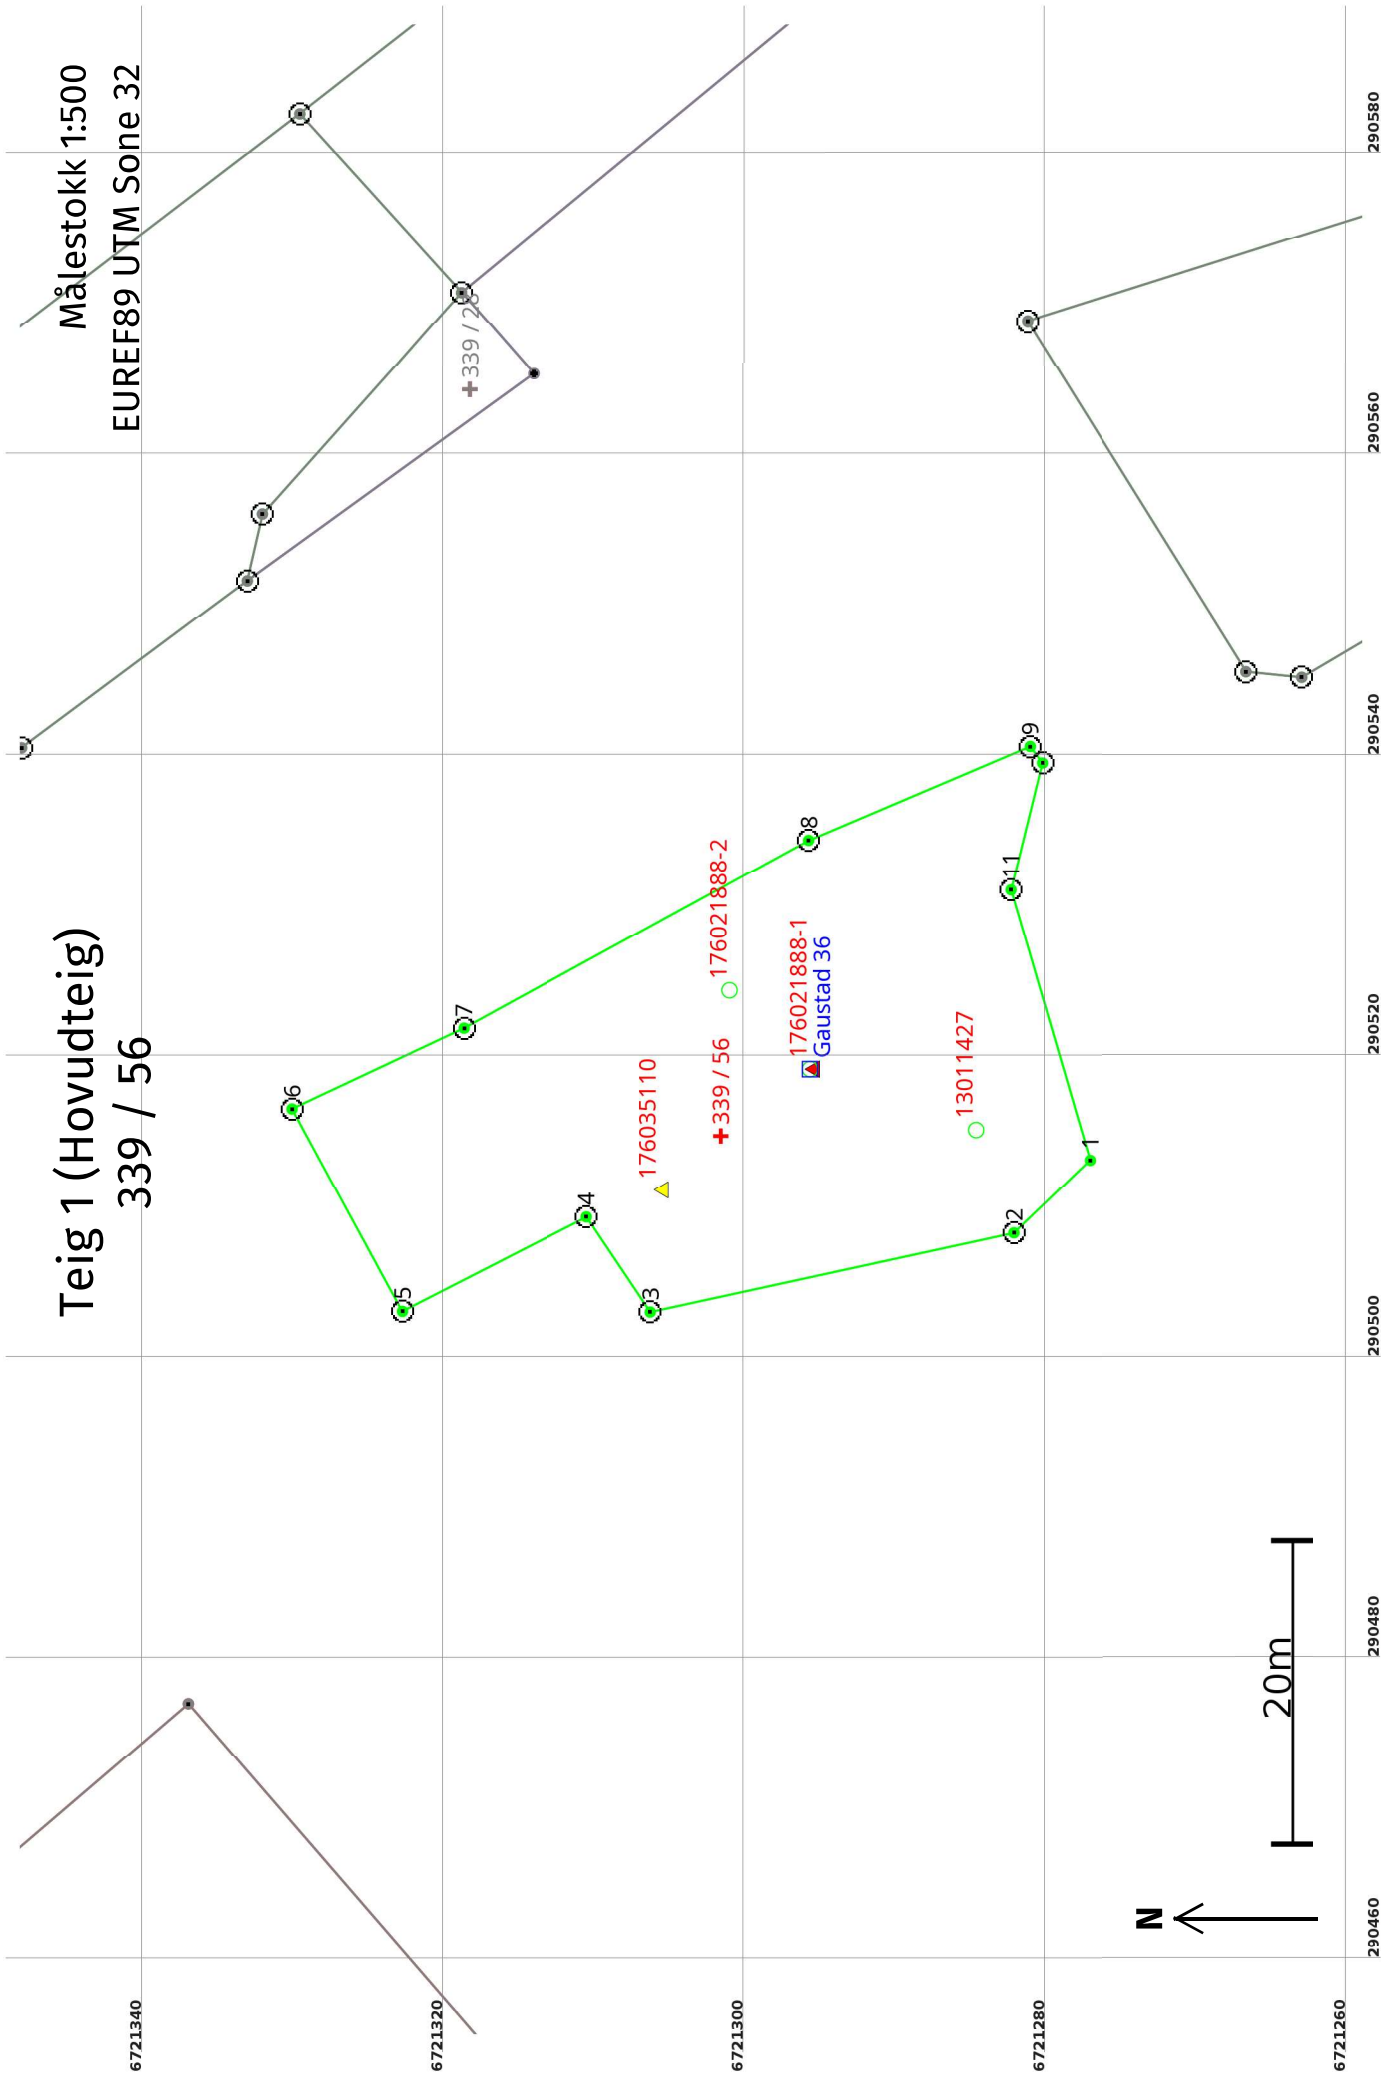 Teig 1 (Hovudteig)
339 / 56
Målestokk 1:500
EUREF89 UTM Sone 32
6
5
7
4
3
176035110
+339 / 56
176021888-2
176021888-1
Gaustad 36
8
13011427
2
1
11
9
339 / 28
N
20m
6721340
6721320
6721300
6721280
6721260
290460
290480
290500
290520
290540
290560
290580